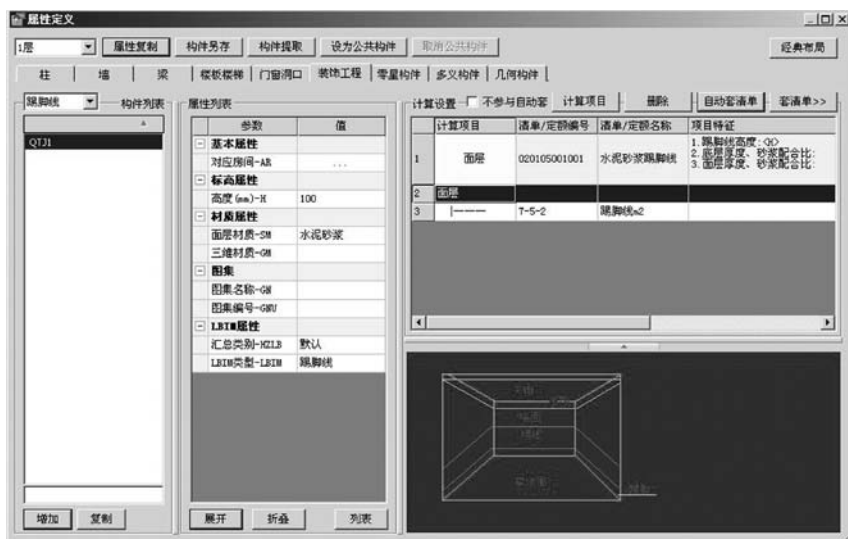 属性定义
1层 属性复制 构件另存 构件提取 设为公共构件 取消公共构件 经典布局
柱 墙 梁 楼板楼梯 门窗洞口 装饰工程 零星构件 多义构件 几何构件
踢脚线 构件列表
QTJ1
增加 复制
属性列表
参数 值
基本属性
对应房间-AR ...
标高属性
高度(mm)-H 100
材质属性
面层材质-SM 水泥砂浆
三维材质-GM
图集
图集名称-GN
图集编号-GNU
LBIM属性
汇总类别-HZLB 默认
LBIM类型-LBIM 踢脚线
展开 折叠 列表
计算设置 不参与自动套 计算项目 删除 自动套清单 套清单>>
计算项目 清单/定额编号 清单/定额名称 项目特征
1 面层 020105001001 水泥砂浆踢脚线
1.踢脚线高度:<H>
2.底层厚度、砂浆配合比:
3.面层厚度、砂浆配合比:
2 面层
3 |———— 7-5-2 踢脚线m2